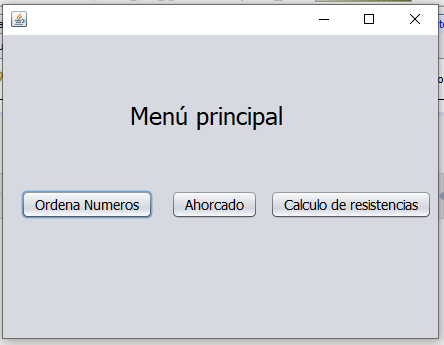 Menú principal
Ordena Numeros
Ahorcado
Calculo de resistencias